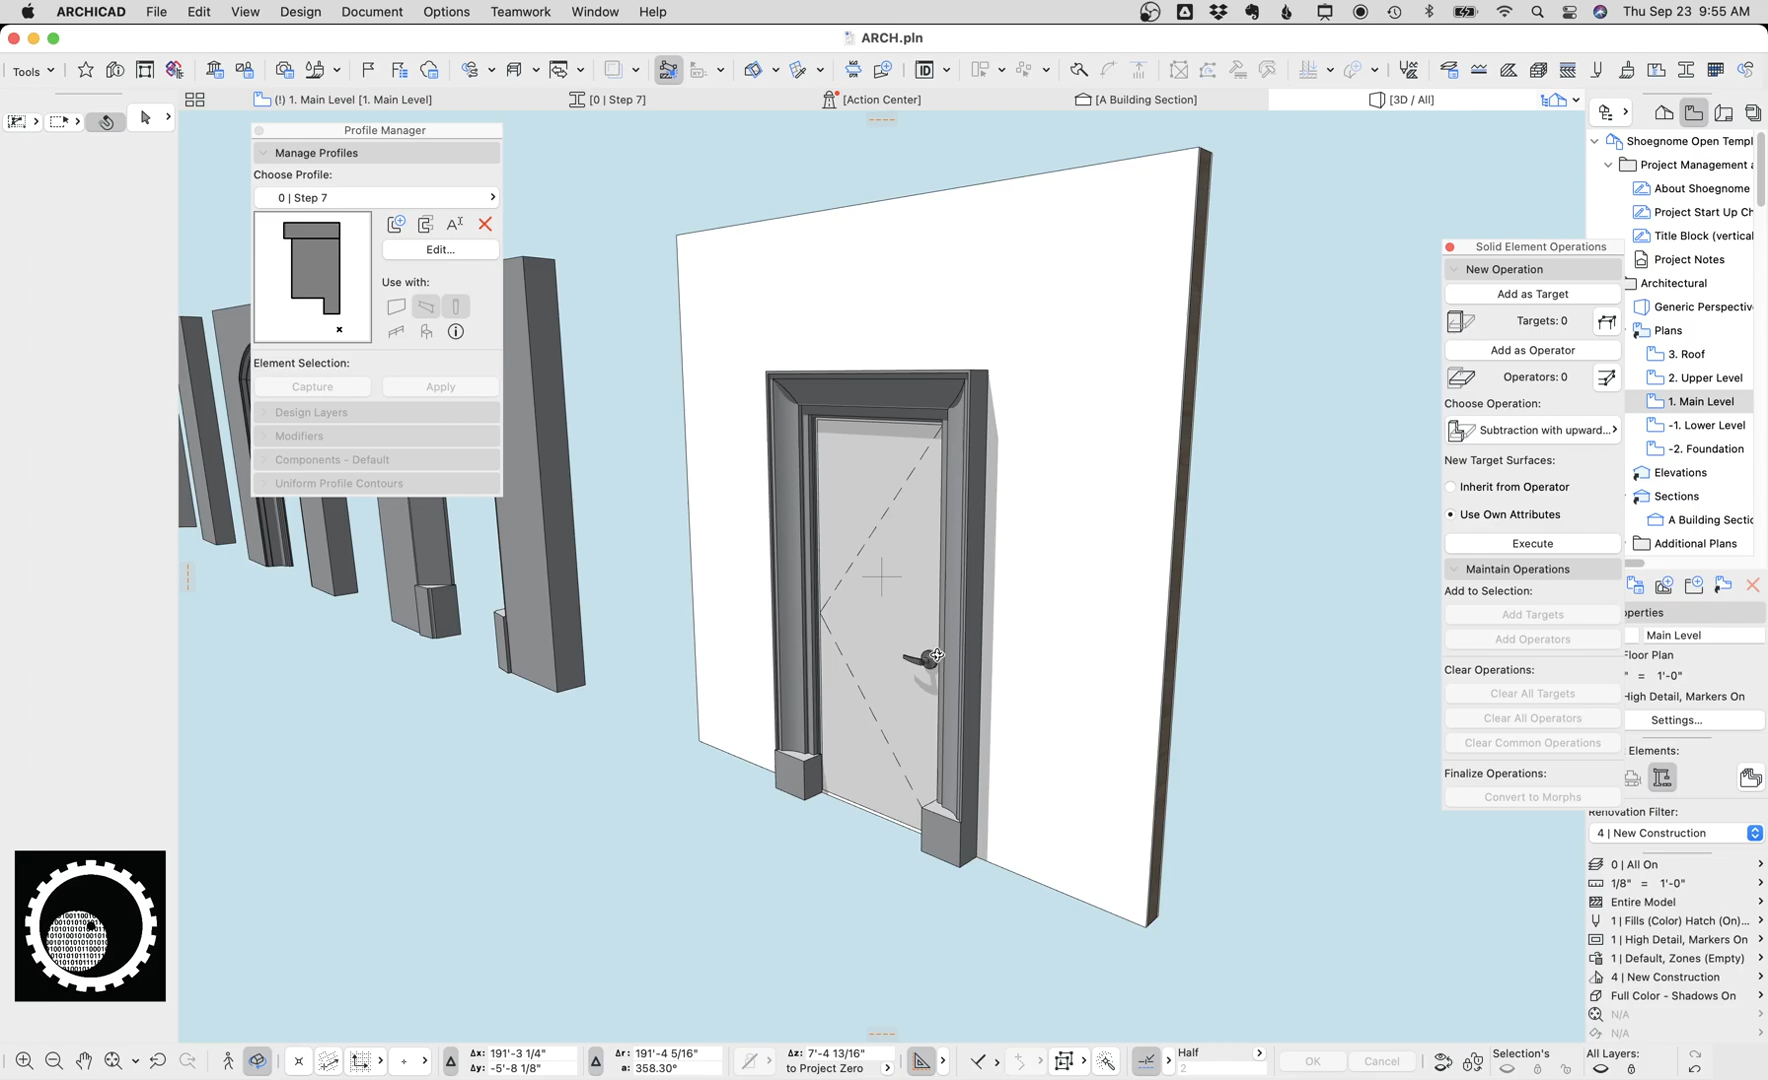 ARCHICAD File Edit View Design Document Options Teamwork Window Help Thu Sep 23 9:55 AM
ARCH.pln
Tools
ID
(!) 1. Main Level [1. Main Level]
[0 | Step 7]
[Action Center]
[A Building Section]
[3D / All]
Profile Manager
Manage Profiles
Choose Profile:
0 | Step 7
Edit...
Use with:
Element Selection:
Capture
Apply
Design Layers
Modifiers
Components - Default
Uniform Profile Contours
Solid Element Operations
New Operation
Add as Target
Targets: 0
Add as Operator
Operators: 0
Choose Operation:
Subtraction with upward...
New Target Surfaces:
Inherit from Operator
Use Own Attributes
Execute
Maintain Operations
Add to Selection:
Add Targets
Add Operators
Clear Operations:
Clear All Targets
Clear All Operators
Clear Common Operations
Finalize Operations:
Convert to Morphs
Shoegnome Open Templ
Project Management a
About Shoegnome
Project Start Up Ch
Title Block (vertical
Project Notes
Architectural
Generic Perspectiv
Plans
3. Roof
2. Upper Level
1. Main Level
-1. Lower Level
-2. Foundation
Elevations
Sections
A Building Sectio
Additional Plans
operties
Main Level
Floor Plan
" = 1'-0"
High Detail, Markers On
Settings...
Elements:
Renovation Filter:
4 | New Construction
0 | All On
1/8" = 1'-0"
Entire Model
1 | Fills (Color) Hatch (On)...
1 | High Detail, Markers On
1 | Default, Zones (Empty)
4 | New Construction
Full Color - Shadows On
N/A
N/A
Δx: 191'-3 1/4"
Δy: -5'-8 1/8"
Δr: 191'-4 5/16"
a: 358.30°
Δz: 7'-4 13/16"
to Project Zero
Half
2
OK
Cancel
Selection's
All Layers: